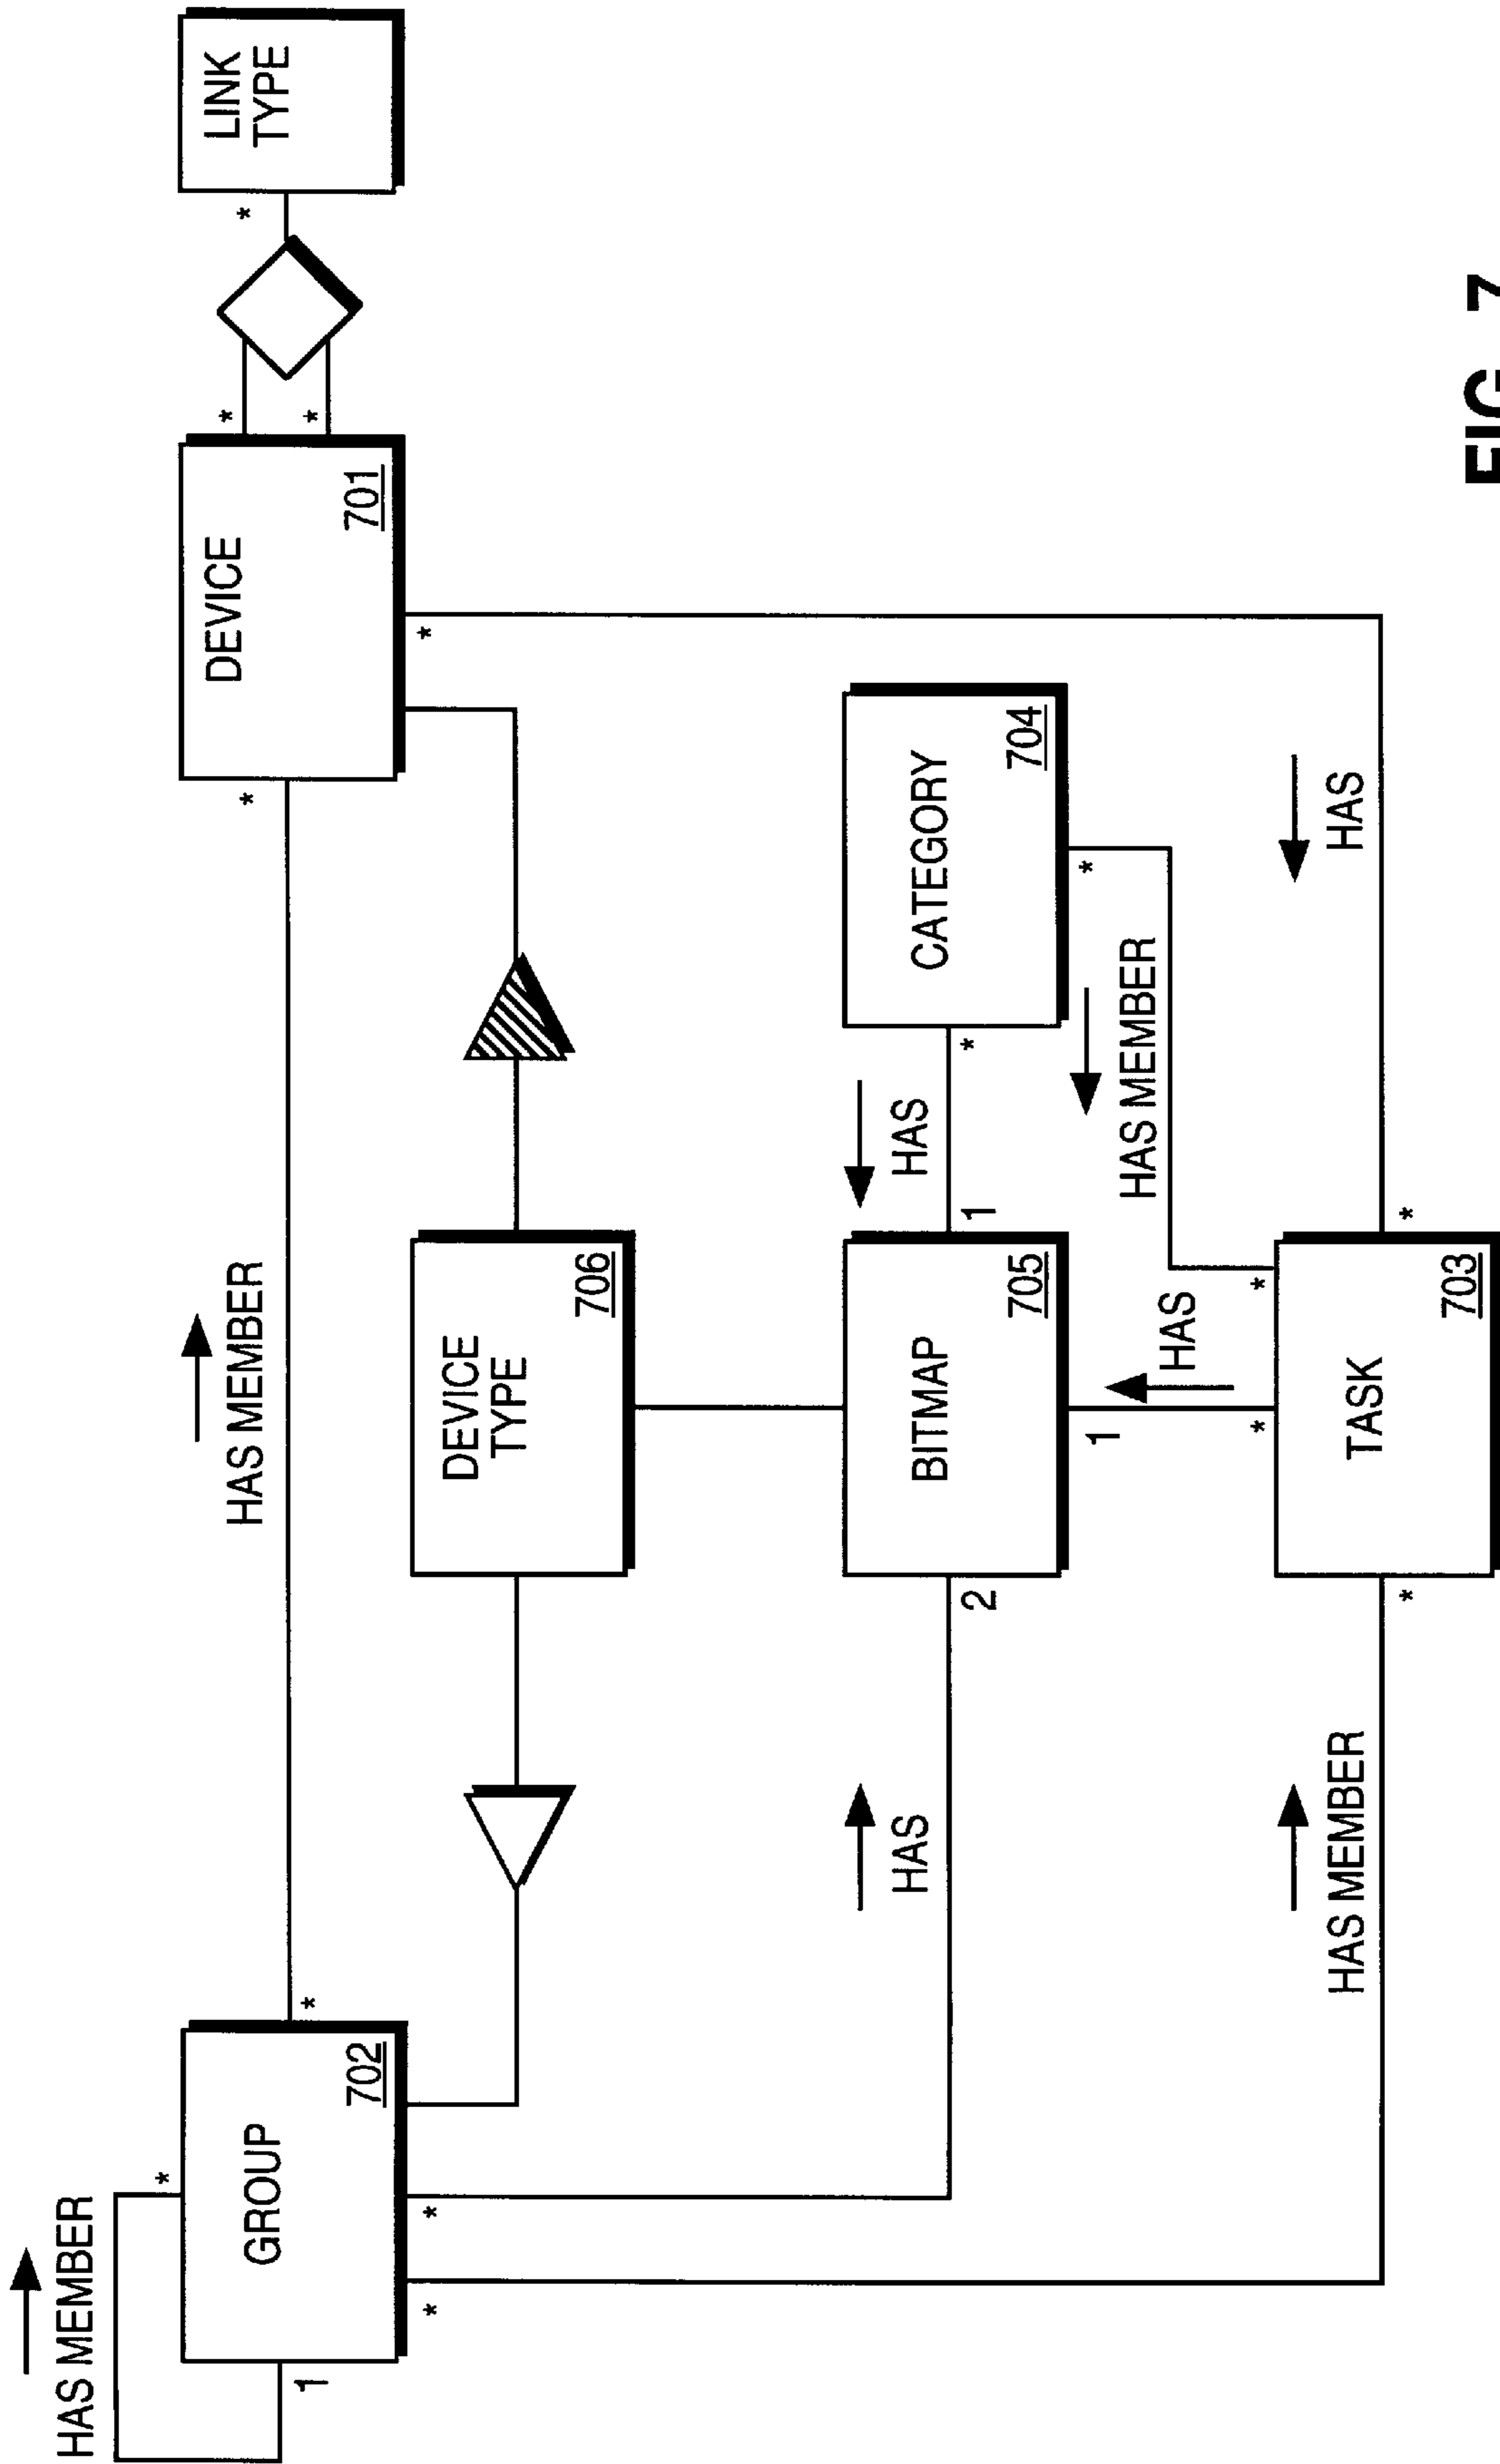 HAS MEMBER
*
1
GROUP
702
*
HAS MEMBER
*
DEVICE
701
*
*
*
LINK
TYPE
*
*
*
DEVICE
TYPE
706
HAS
2
BITMAP
705
1
HAS
*
CATEGORY
704
*
1
HAS
HAS MEMBER
*
*
HAS MEMBER
*
TASK
703
*
HAS
FIG. 7